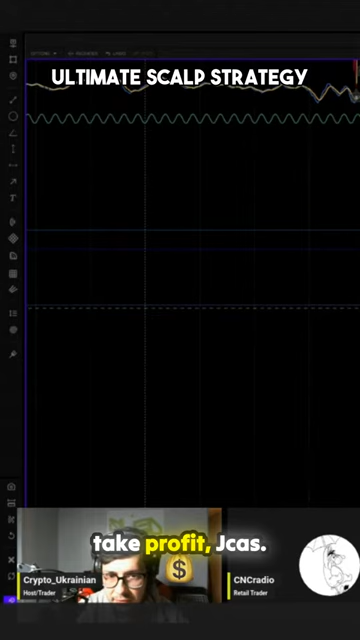 ULTIMATE SCALP STRATEGY
take profit, Jcas.
Crypto_Ukrainian
Host/Trader
CNCradio
Retail Trader